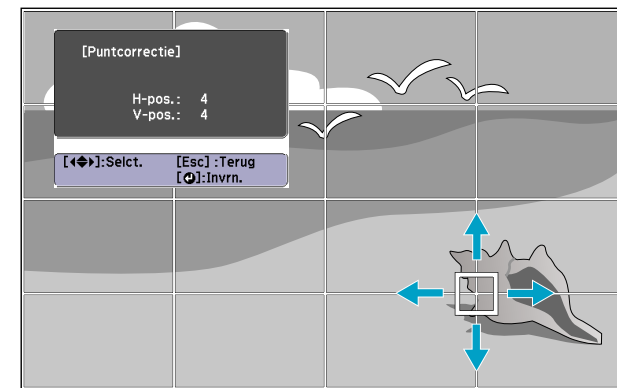 [Puntcorrectie]
H-pos.: 4
V-pos.: 4
[◀◆▶]:Selct. [Esc] :Terug
[⏎]:Invrn.